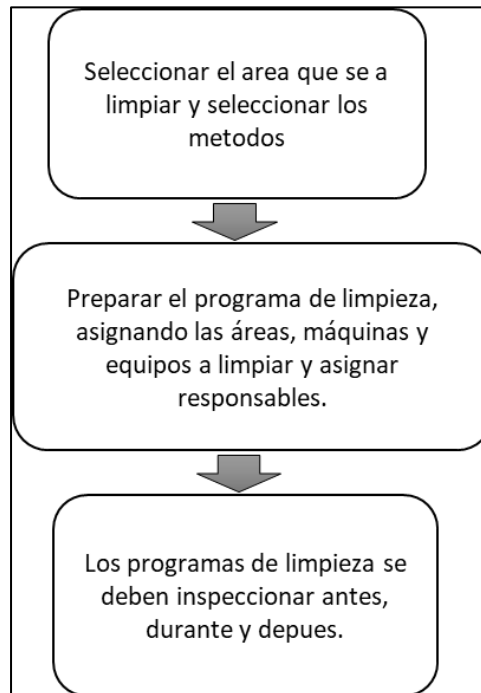 Seleccionar el area que se a
limpiar y seleccionar los
metodos
Preparar el programa de limpieza,
asignando las áreas, máquinas y
equipos a limpiar y asignar
responsables.
Los programas de limpieza se
deben inspeccionar antes,
durante y depues.